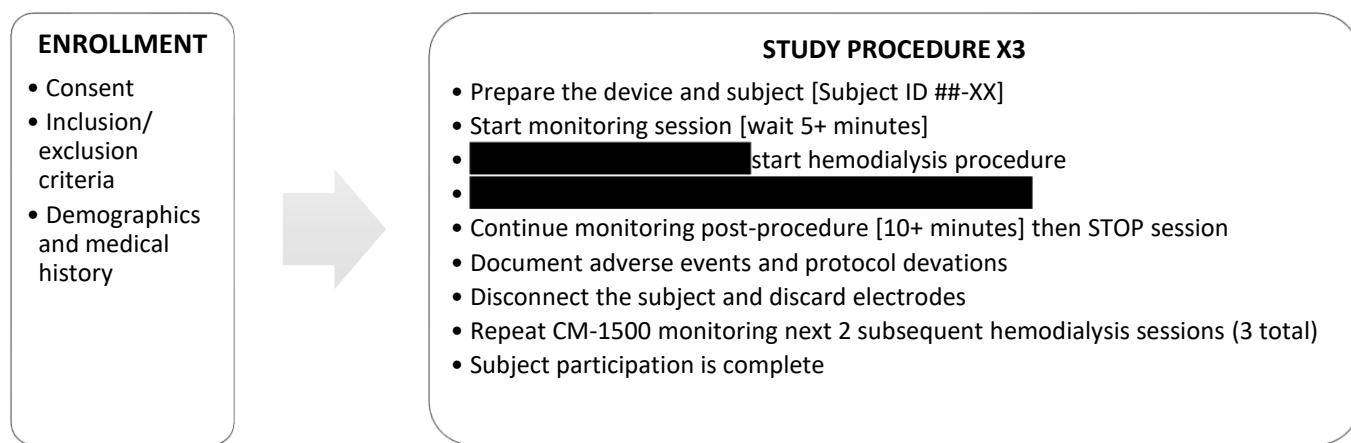 ENROLLMENT
• Consent
• Inclusion/
exclusion
criteria
• Demographics
and medical
history
STUDY PROCEDURE X3
• Prepare the device and subject [Subject ID ##-XX]
• Start monitoring session [wait 5+ minutes]
• start hemodialysis procedure
•
• Continue monitoring post-procedure [10+ minutes] then STOP session
• Document adverse events and protocol devations
• Disconnect the subject and discard electrodes
• Repeat CM-1500 monitoring next 2 subsequent hemodialysis sessions (3 total)
• Subject participation is complete